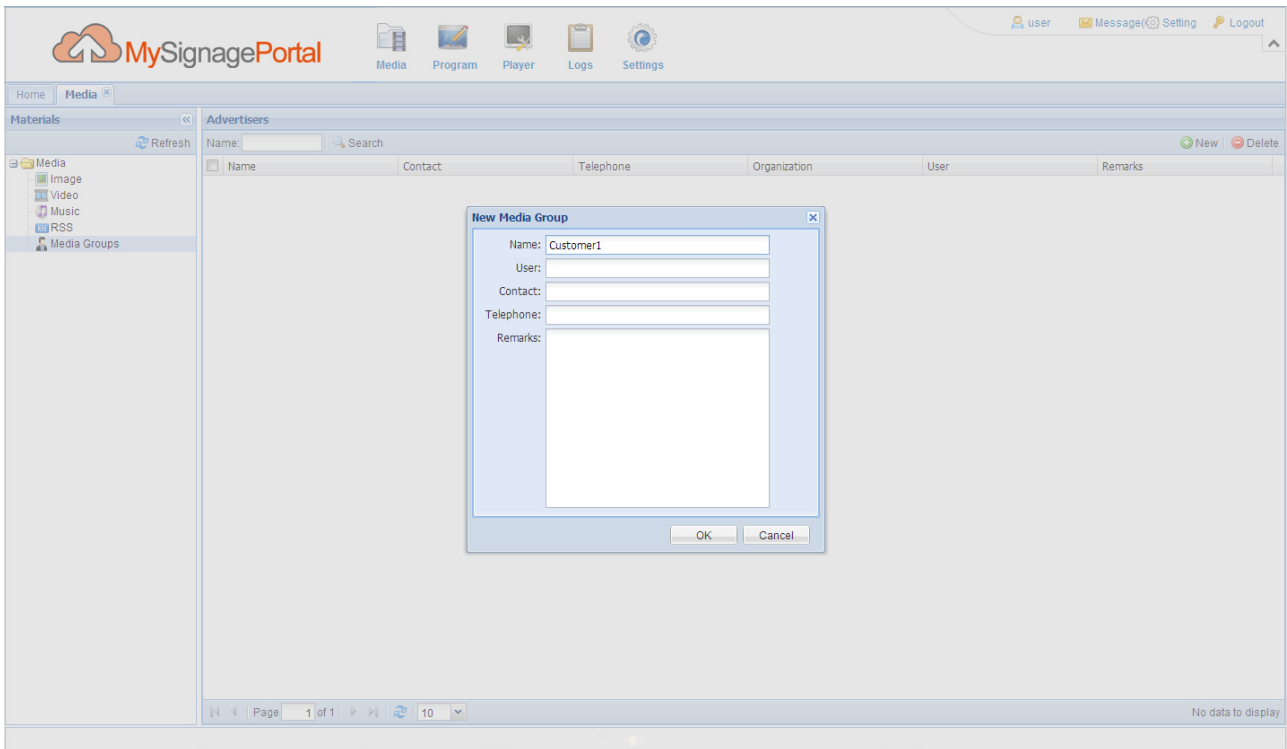 user Message( Setting Logout
MySignagePortal
Media Program Player Logs Settings
Home Media
Materials
Advertisers
Refresh
Name: Search New Delete
Media
Name Contact Telephone Organization User Remarks
Image
Video
Music
RSS
Media Groups
New Media Group
Name: Customer1
User:
Contact:
Telephone:
Remarks:
OK Cancel
Page 1 of 1 10 No data to display